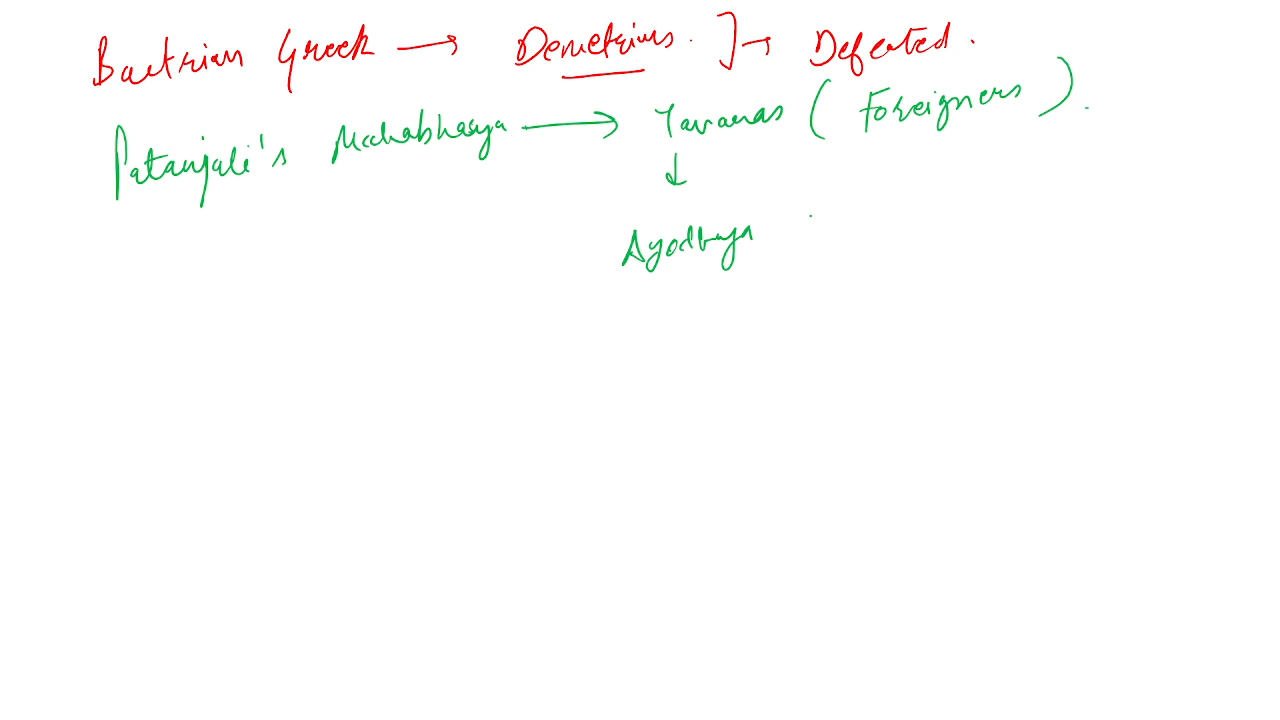 Bactrian Greek → Demetrius. ] → Defeated.
Patanjali's Mahabhasya → Yavanas ( Foreigners ).
↓
Ayodhya